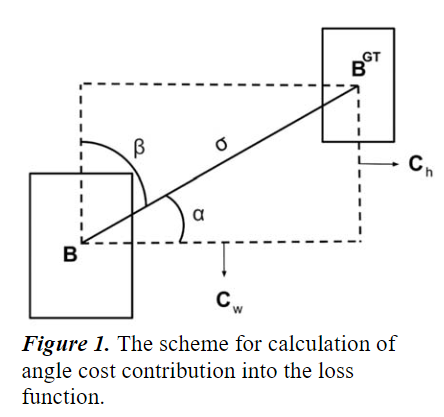 B^GT
β
σ
C_h
α
B
C_w
Figure 1. The scheme for calculation of
angle cost contribution into the loss
function.